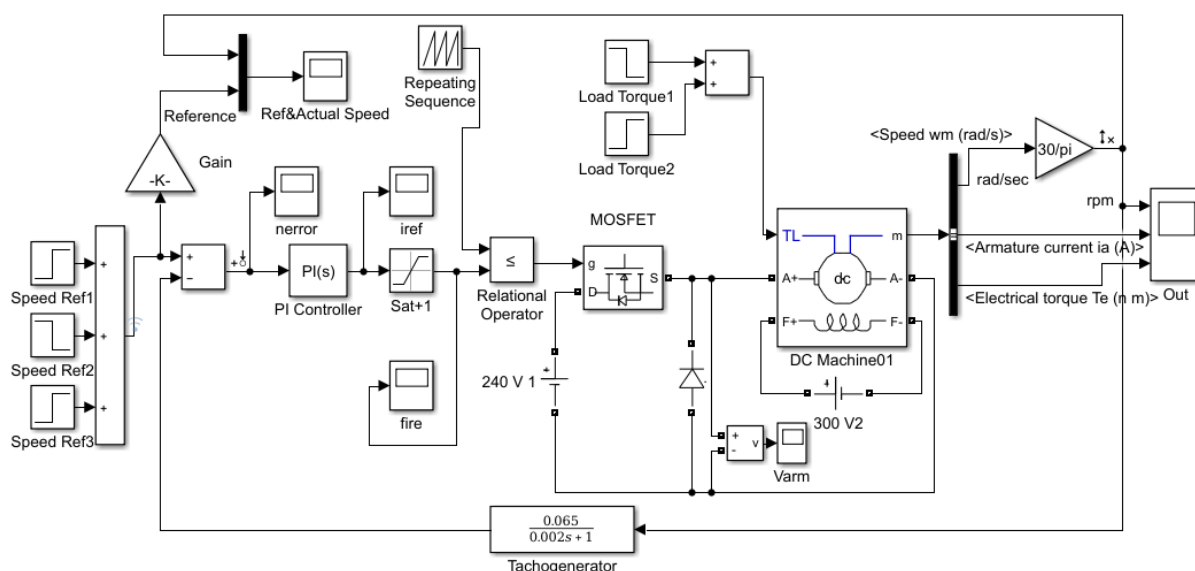 Reference
Ref&Actual Speed
Repeating
Sequence
Load Torque1
Load Torque2
+
+
<Speed wm (rad/s)>
30/pi
rad/sec
rpm
<Armature current ia (A)>
<Electrical torque Te (n m)>
Out
-K-
Gain
Speed Ref1
Speed Ref2
Speed Ref3
+
+
+
+
−
+
nerror
PI(s)
PI Controller
iref
Sat+1
fire
≤
Relational
Operator
MOSFET
g
D
S
240 V 1
+
TL
m
A+
dc
A-
F+
F-
DC Machine01
+
300 V2
+
-
v
Varm
0.065
0.002s + 1
Tachogenerator